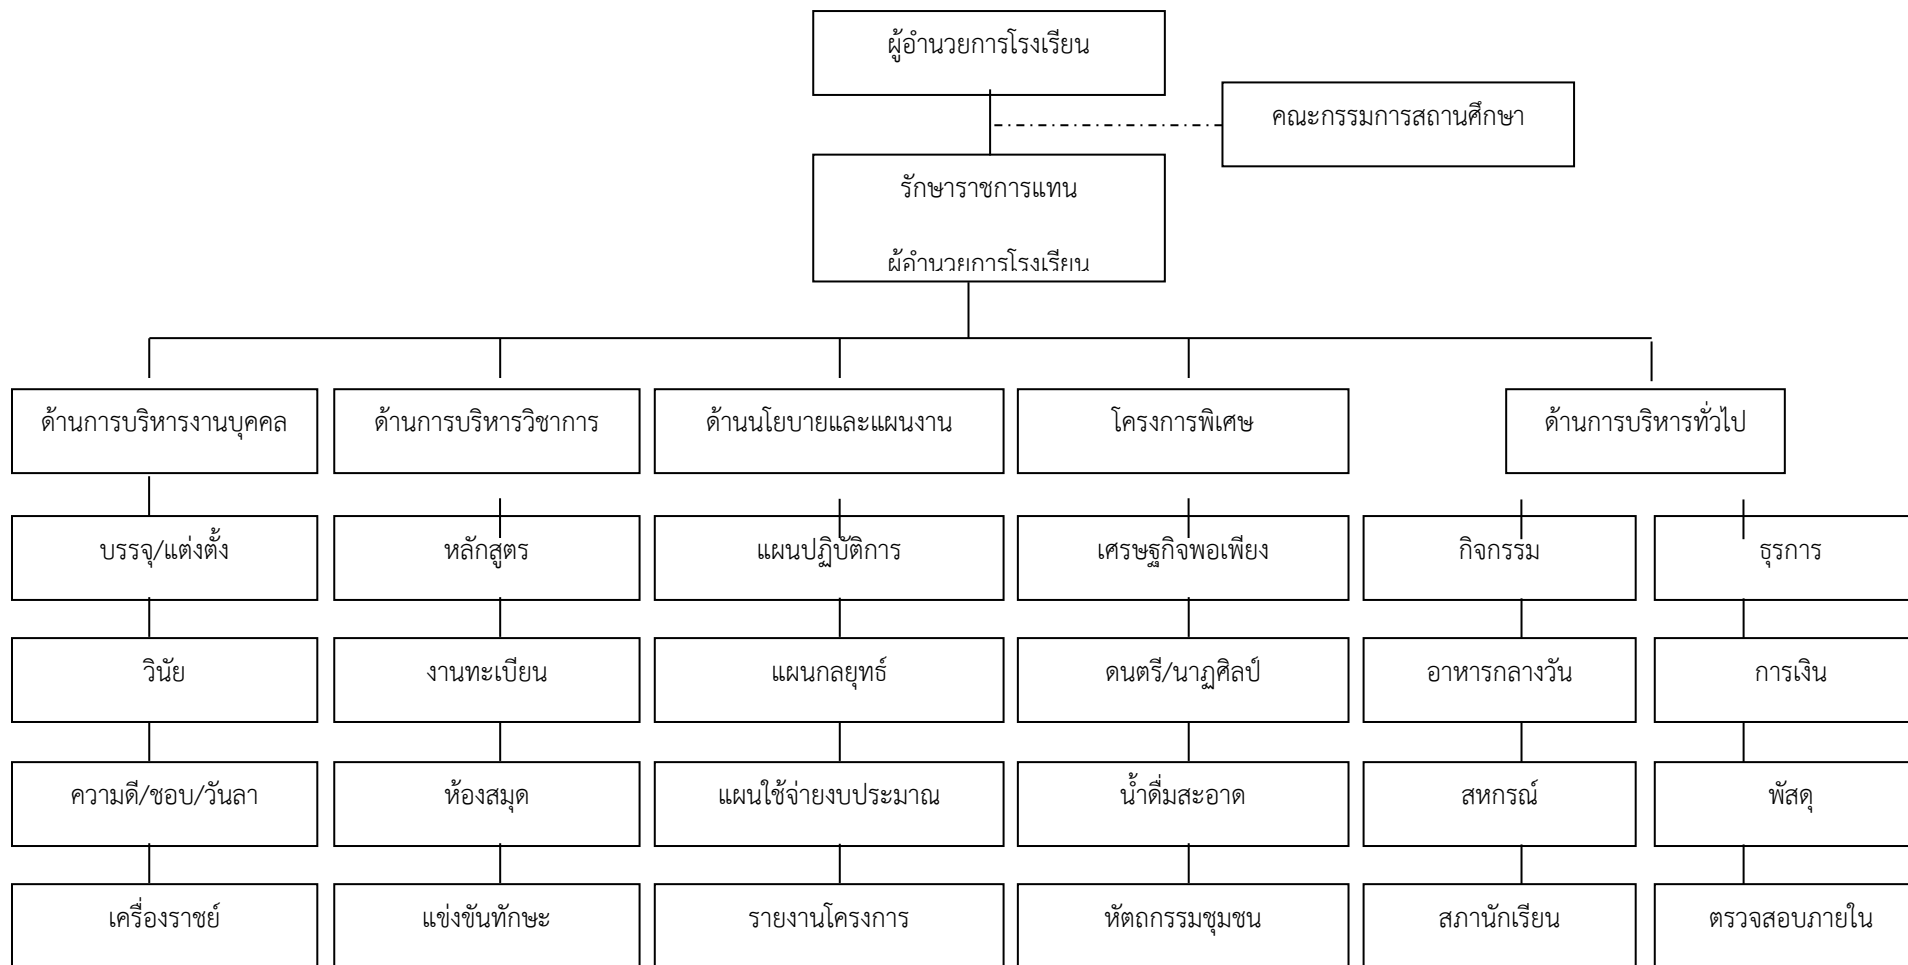 ผู้อำนวยการโรงเรียน
คณะกรรมการสถานศึกษา
รักษาราชการแทน
ผู้อำนวยการโรงเรียน
ด้านการบริหารงานบุคคล
ด้านการบริหารวิชาการ
ด้านนโยบายและแผนงาน
โครงการพิเศษ
ด้านการบริหารทั่วไป
บรรจุ/แต่งตั้ง
หลักสูตร
แผนปฏิบัติการ
เศรษฐกิจพอเพียง
กิจกรรม
ธุรการ
วินัย
งานทะเบียน
แผนกลยุทธ์
ดนตรี/นาฏศิลป์
อาหารกลางวัน
การเงิน
ความดี/ชอบ/วันลา
ห้องสมุด
แผนใช้จ่ายงบประมาณ
น้ำดื่มสะอาด
สหกรณ์
พัสดุ
เครื่องราชย์
แข่งขันทักษะ
รายงานโครงการ
หัตถกรรมชุมชน
สภานักเรียน
ตรวจสอบภายใน